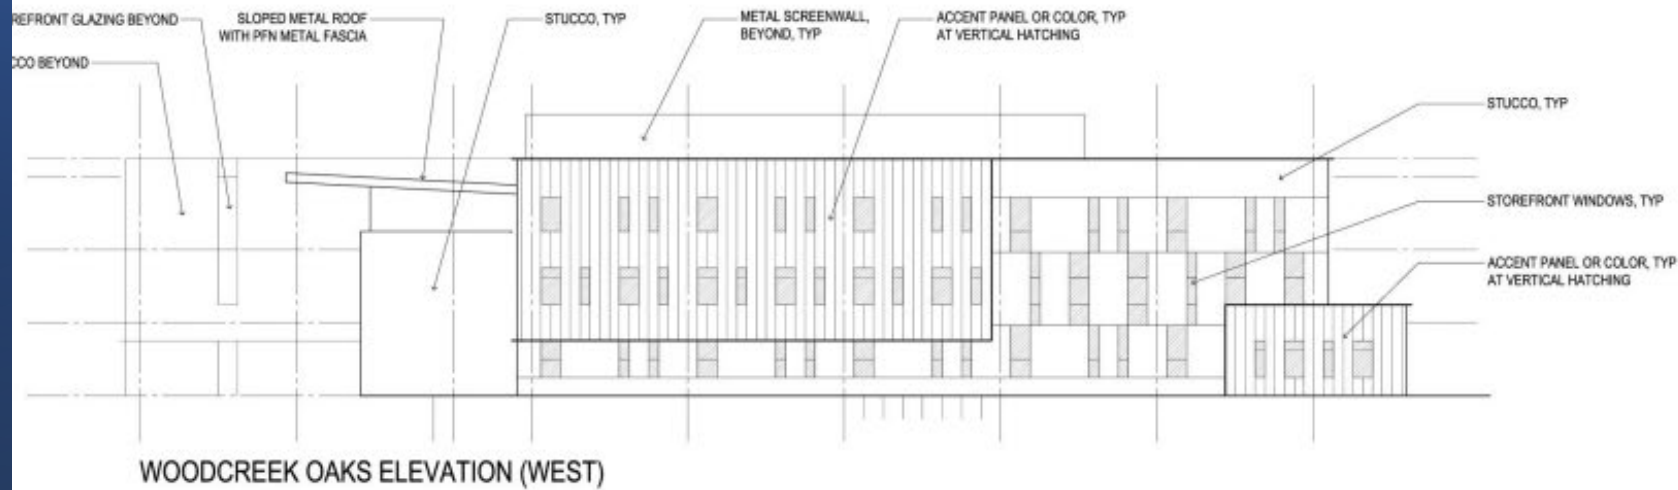 REFRONT GLAZING BEYOND
CCO BEYOND
SLOPED METAL ROOF
WITH PFN METAL FASCIA
STUCCO, TYP
METAL SCREENWALL,
BEYOND, TYP
ACCENT PANEL OR COLOR, TYP
AT VERTICAL HATCHING
STUCCO, TYP
STOREFRONT WINDOWS, TYP
ACCENT PANEL OR COLOR, TYP
AT VERTICAL HATCHING
WOODCREEK OAKS ELEVATION (WEST)